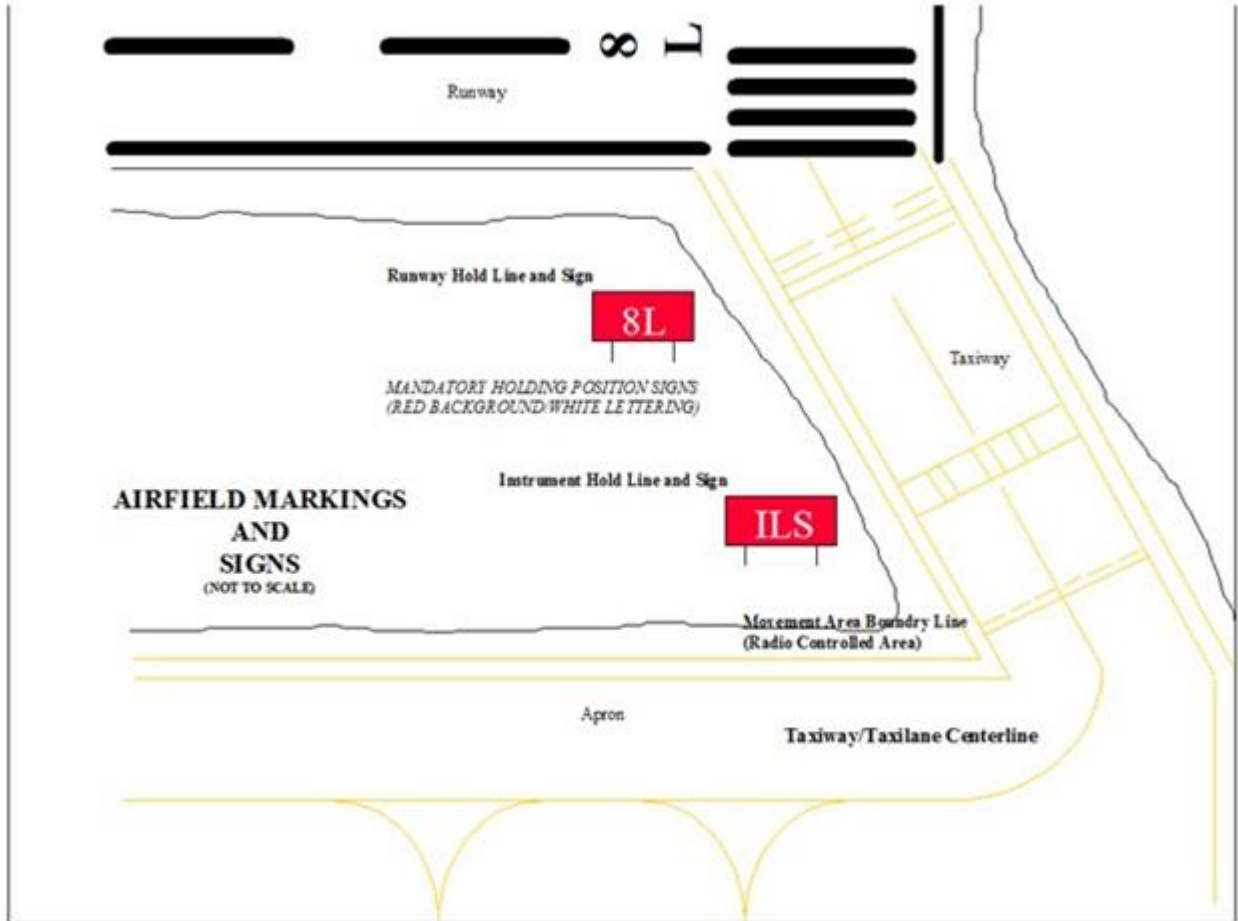 8 L
Runway
Runway Hold Line and Sign
8L
MANDATORY HOLDING POSITION SIGNS
(RED BACKGROUND/WHITE LETTERING)
Taxiway
Instrument Hold Line and Sign
ILS
AIRFIELD MARKINGS
AND
SIGNS
(NOT TO SCALE)
Movement Area Boundry Line
(Radio Controlled Area)
Apron
Taxiway/Taxilane Centerline